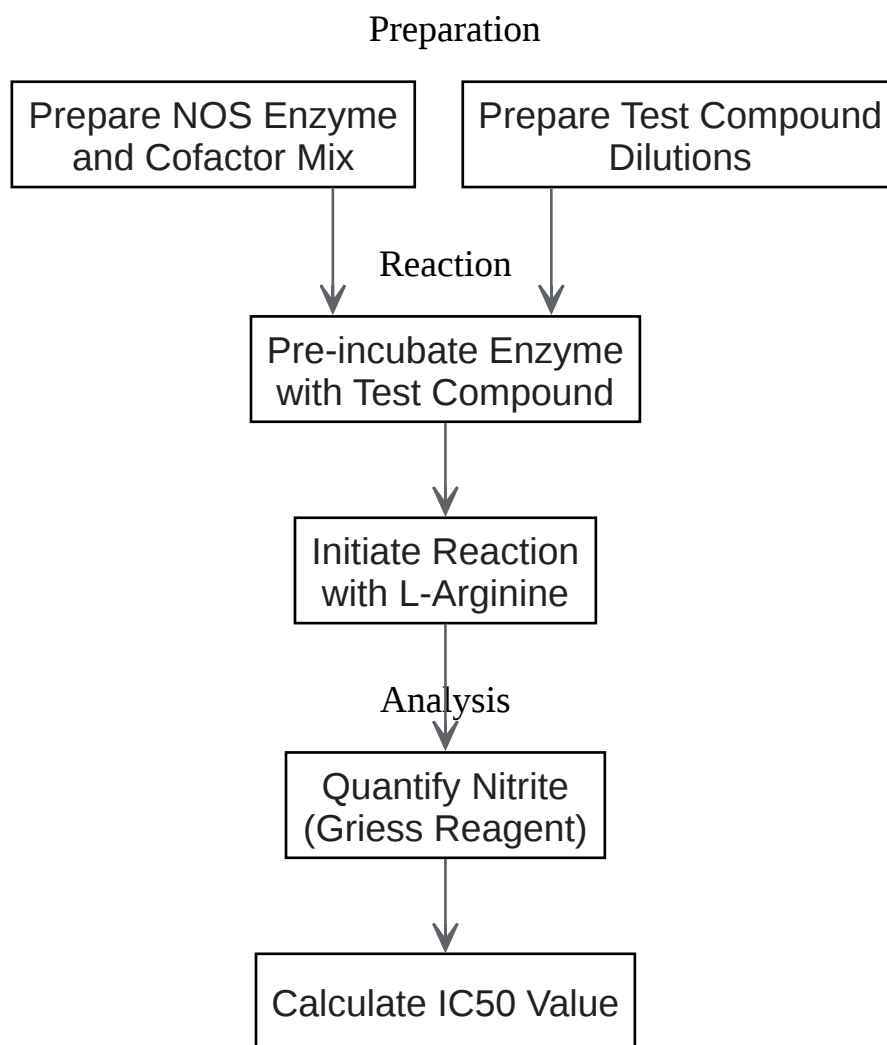 Preparation
Prepare NOS Enzyme
and Cofactor Mix
Prepare Test Compound
Dilutions
Reaction
Pre-incubate Enzyme
with Test Compound
Initiate Reaction
with L-Arginine
Analysis
Quantify Nitrite
(Griess Reagent)
Calculate IC50 Value